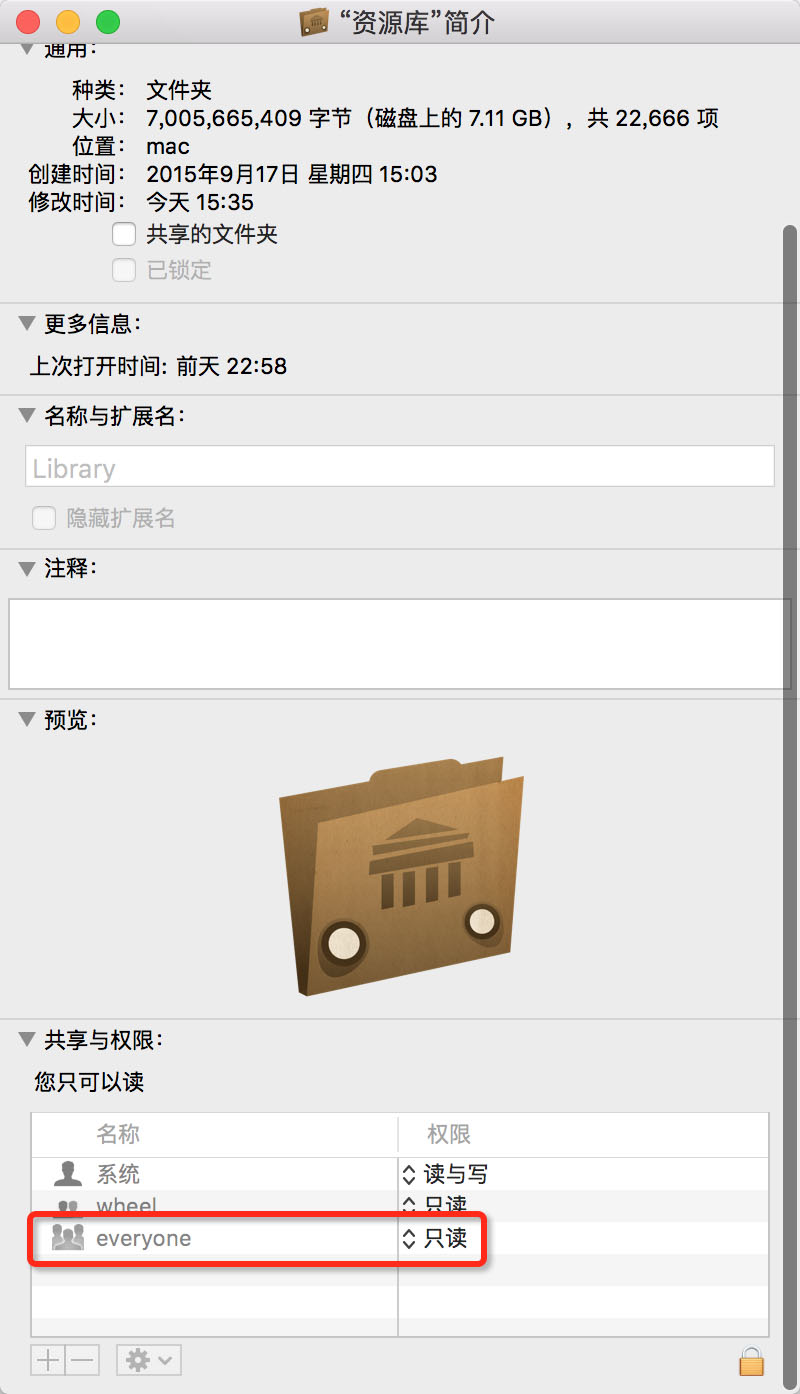 “资源库”简介
通用:
种类: 文件夹
大小: 7,005,665,409 字节（磁盘上的 7.11 GB），共 22,666 项
位置: mac
创建时间: 2015年9月17日 星期四 15:03
修改时间: 今天 15:35
共享的文件夹
已锁定
更多信息:
上次打开时间: 前天 22:58
名称与扩展名:
Library
隐藏扩展名
注释:
预览:
共享与权限:
您只可以读
名称 权限
系统 读与写
wheel 只读
everyone 只读